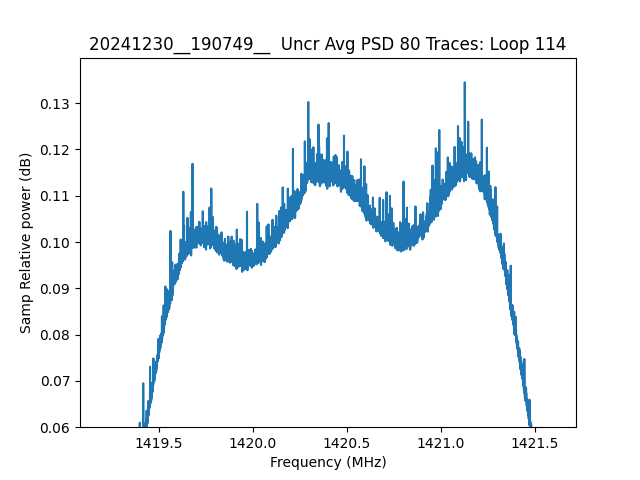 20241230__190749__ Uncr Avg PSD 80 Traces: Loop 114
Samp Relative power (dB)
0.13
0.12
0.11
0.10
0.09
0.08
0.07
0.06
1419.5 1420.0 1420.5 1421.0 1421.5
Frequency (MHz)